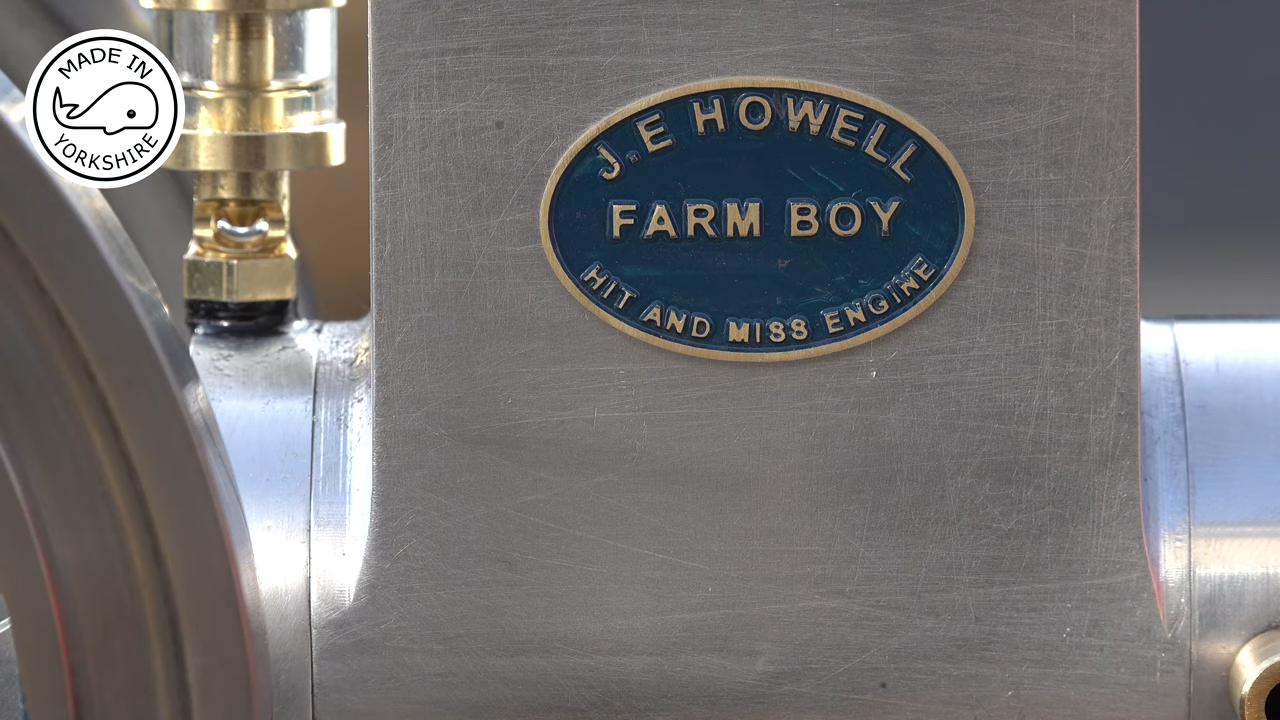 MADE IN
YORKSHIRE
J.E HOWELL
FARM BOY
HIT AND MISS ENGINE